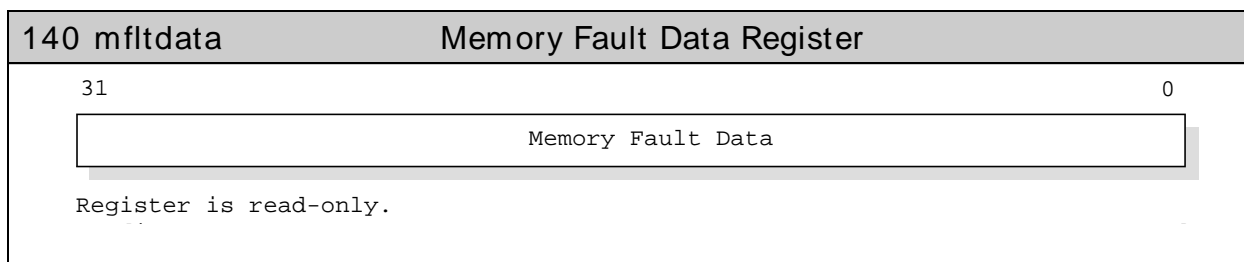 140 mfltdata Memory Fault Data Register
31 0
Memory Fault Data
Register is read-only.